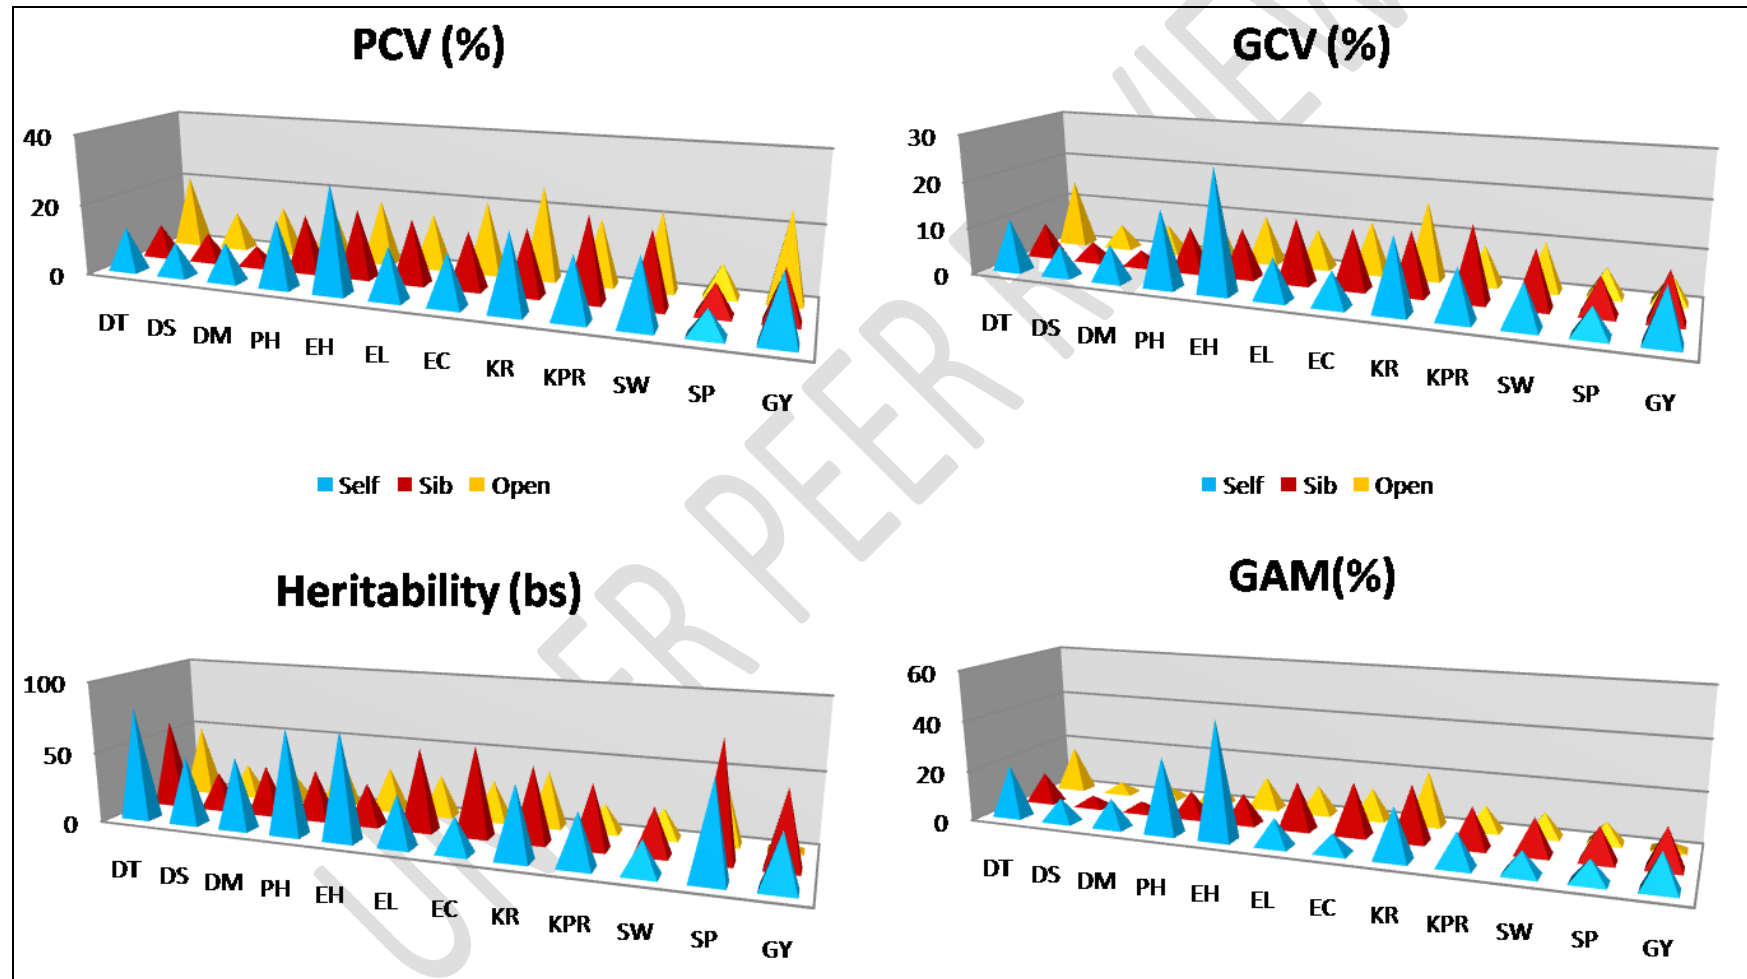 PCV (%)
40
20
0
DT DS DM PH EH EL EC KR KPR SW SP GY
Self Sib Open
GCV (%)
30
20
10
0
DT DS DM PH EH EL EC KR KPR SW SP GY
Self Sib Open
Heritability (bs)
100
50
0
DT DS DM PH EH EL EC KR KPR SW SP GY
GAM(%)
60
40
20
0
DT DS DM PH EH EL EC KR KPR SW SP GY
UNDER PEER REVIEW